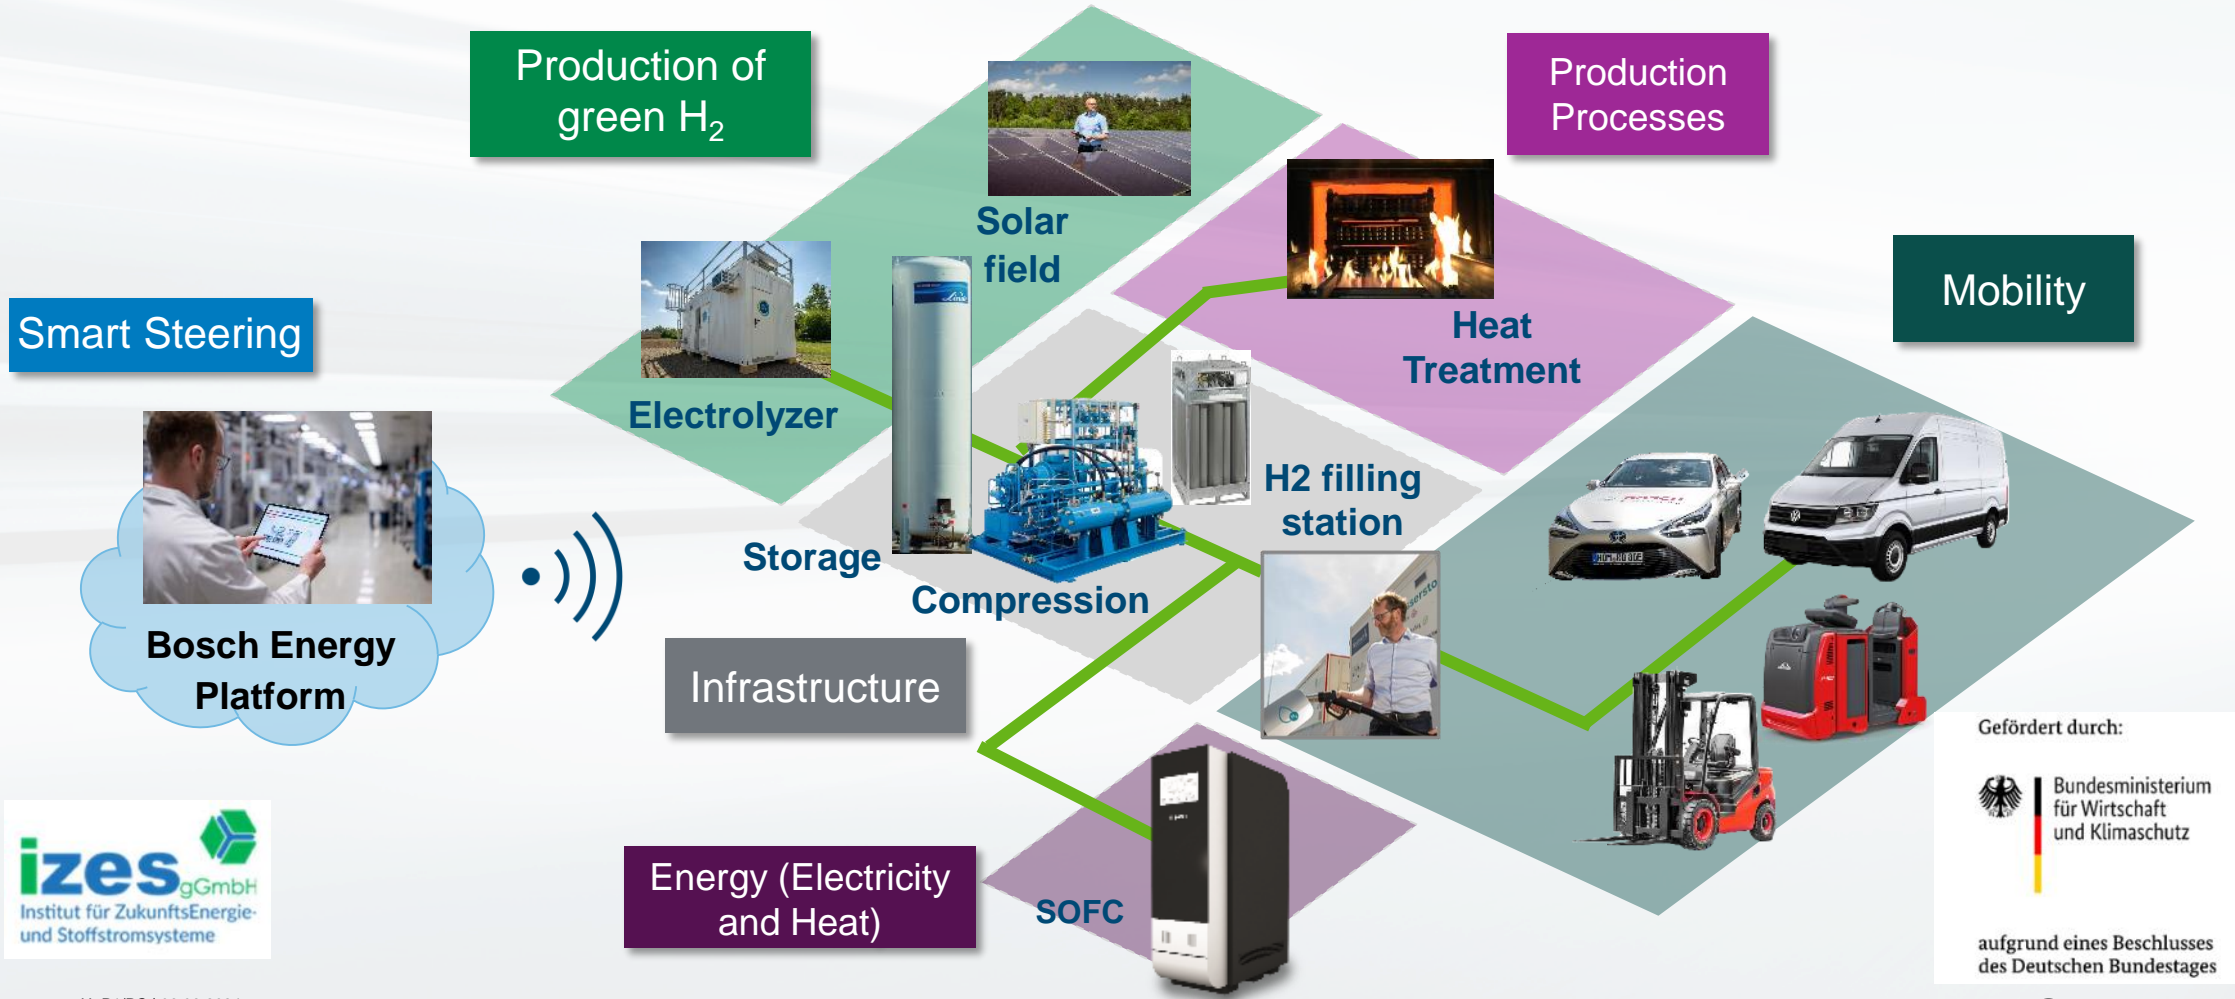 Production of
green H₂
Production
Processes
Solar
field
Mobility
Smart Steering
Heat
Treatment
Electrolyzer
Linde
H2 filling
station
Storage
Compression
Bosch Energy
Platform
Infrastructure
Energy (Electricity
and Heat)
SOFC
izes gGmbH
Institut für ZukunftsEnergie-
und Stoffstromsysteme
Gefördert durch:
Bundesministerium
für Wirtschaft
und Klimaschutz
aufgrund eines Beschlusses
des Deutschen Bundestages